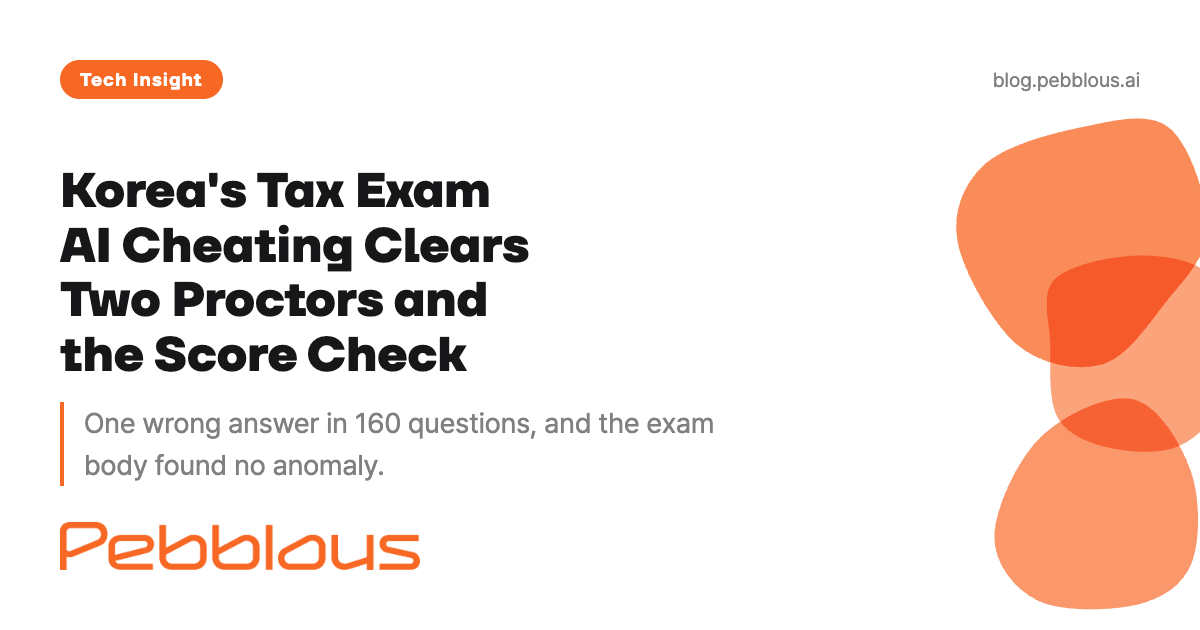 Tech Insight
blog.pebblous.ai
Korea's Tax Exam
AI Cheating Clears
Two Proctors and
the Score Check
One wrong answer in 160 questions, and the exam
body found no anomaly.
Pebblous